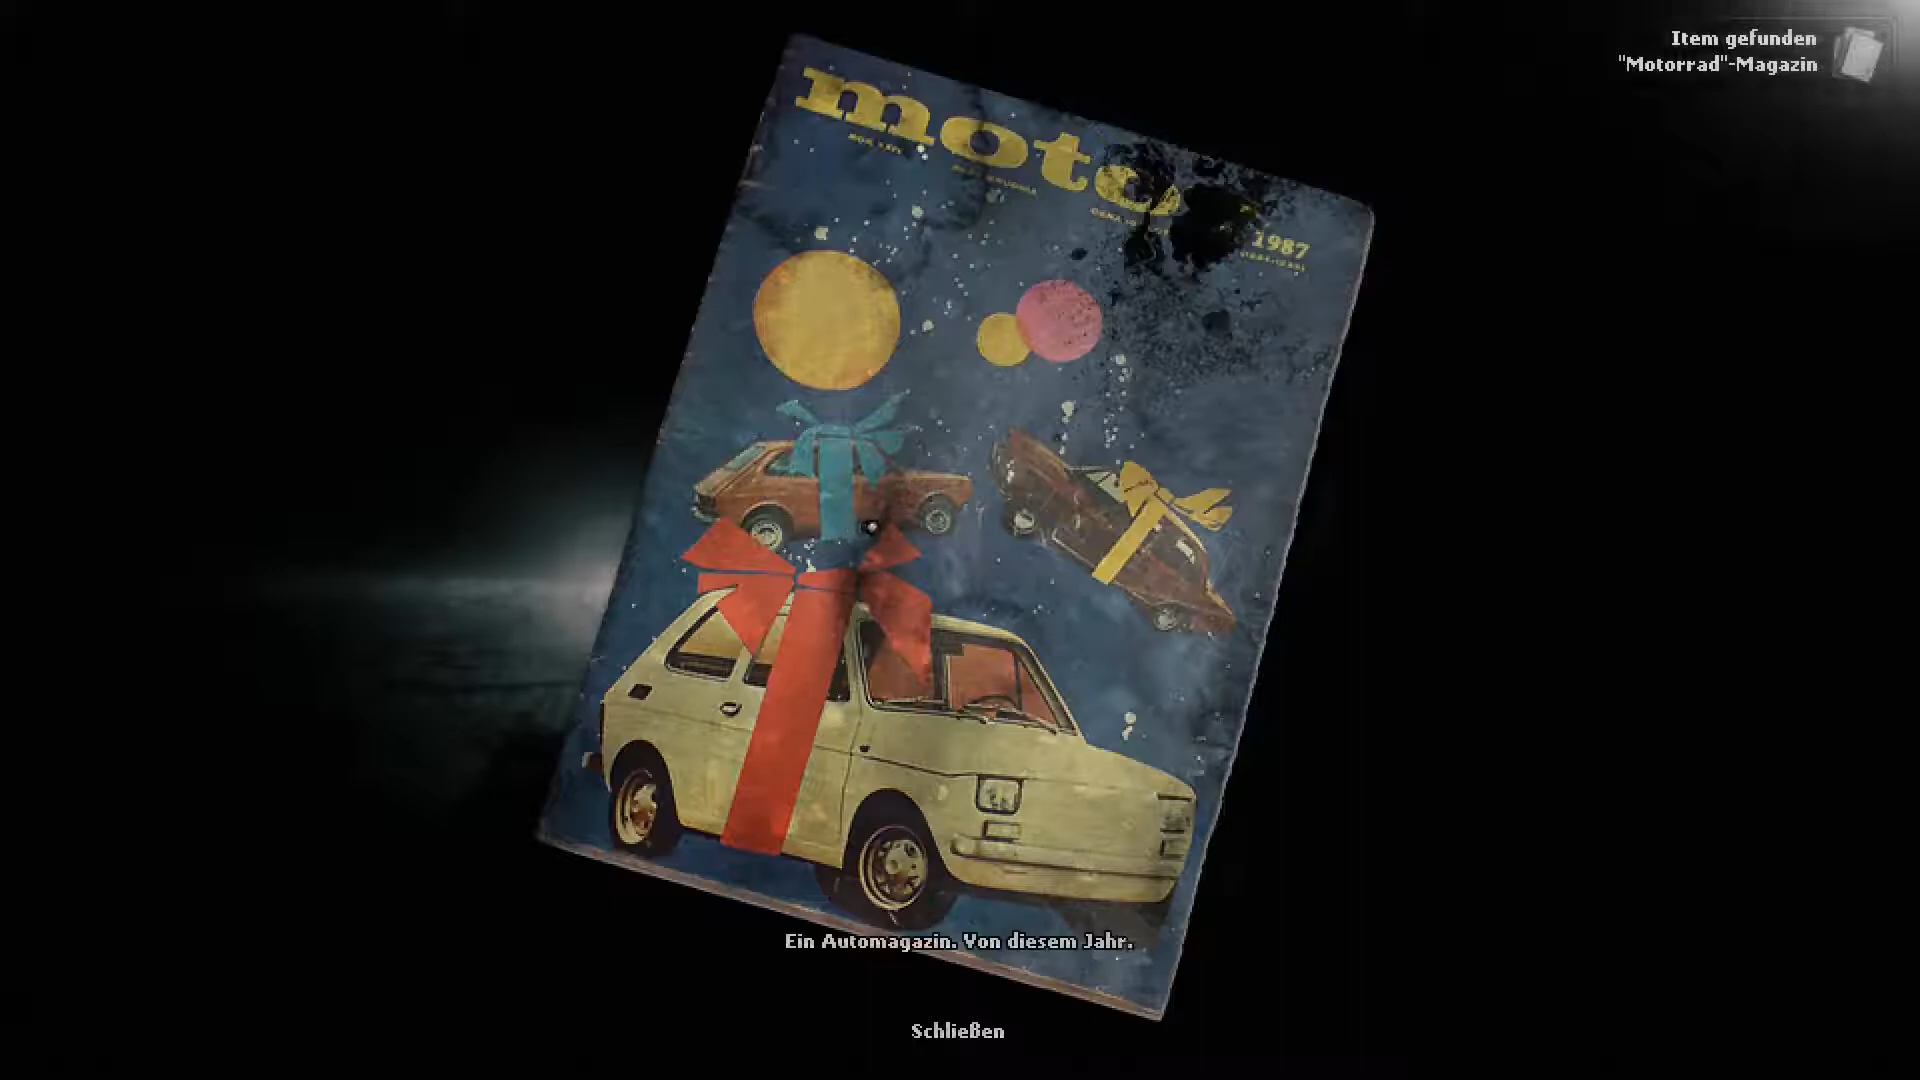 Item gefunden
"Motorrad"-Magazin
moto
1987
Ein Automagazin. Von diesem Jahr.
Schließen